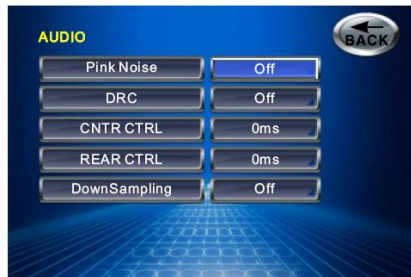 AUDIO
BACK
Pink Noise Off
DRC Off
CNTR CTRL 0ms
REAR CTRL 0ms
DownSampling Off